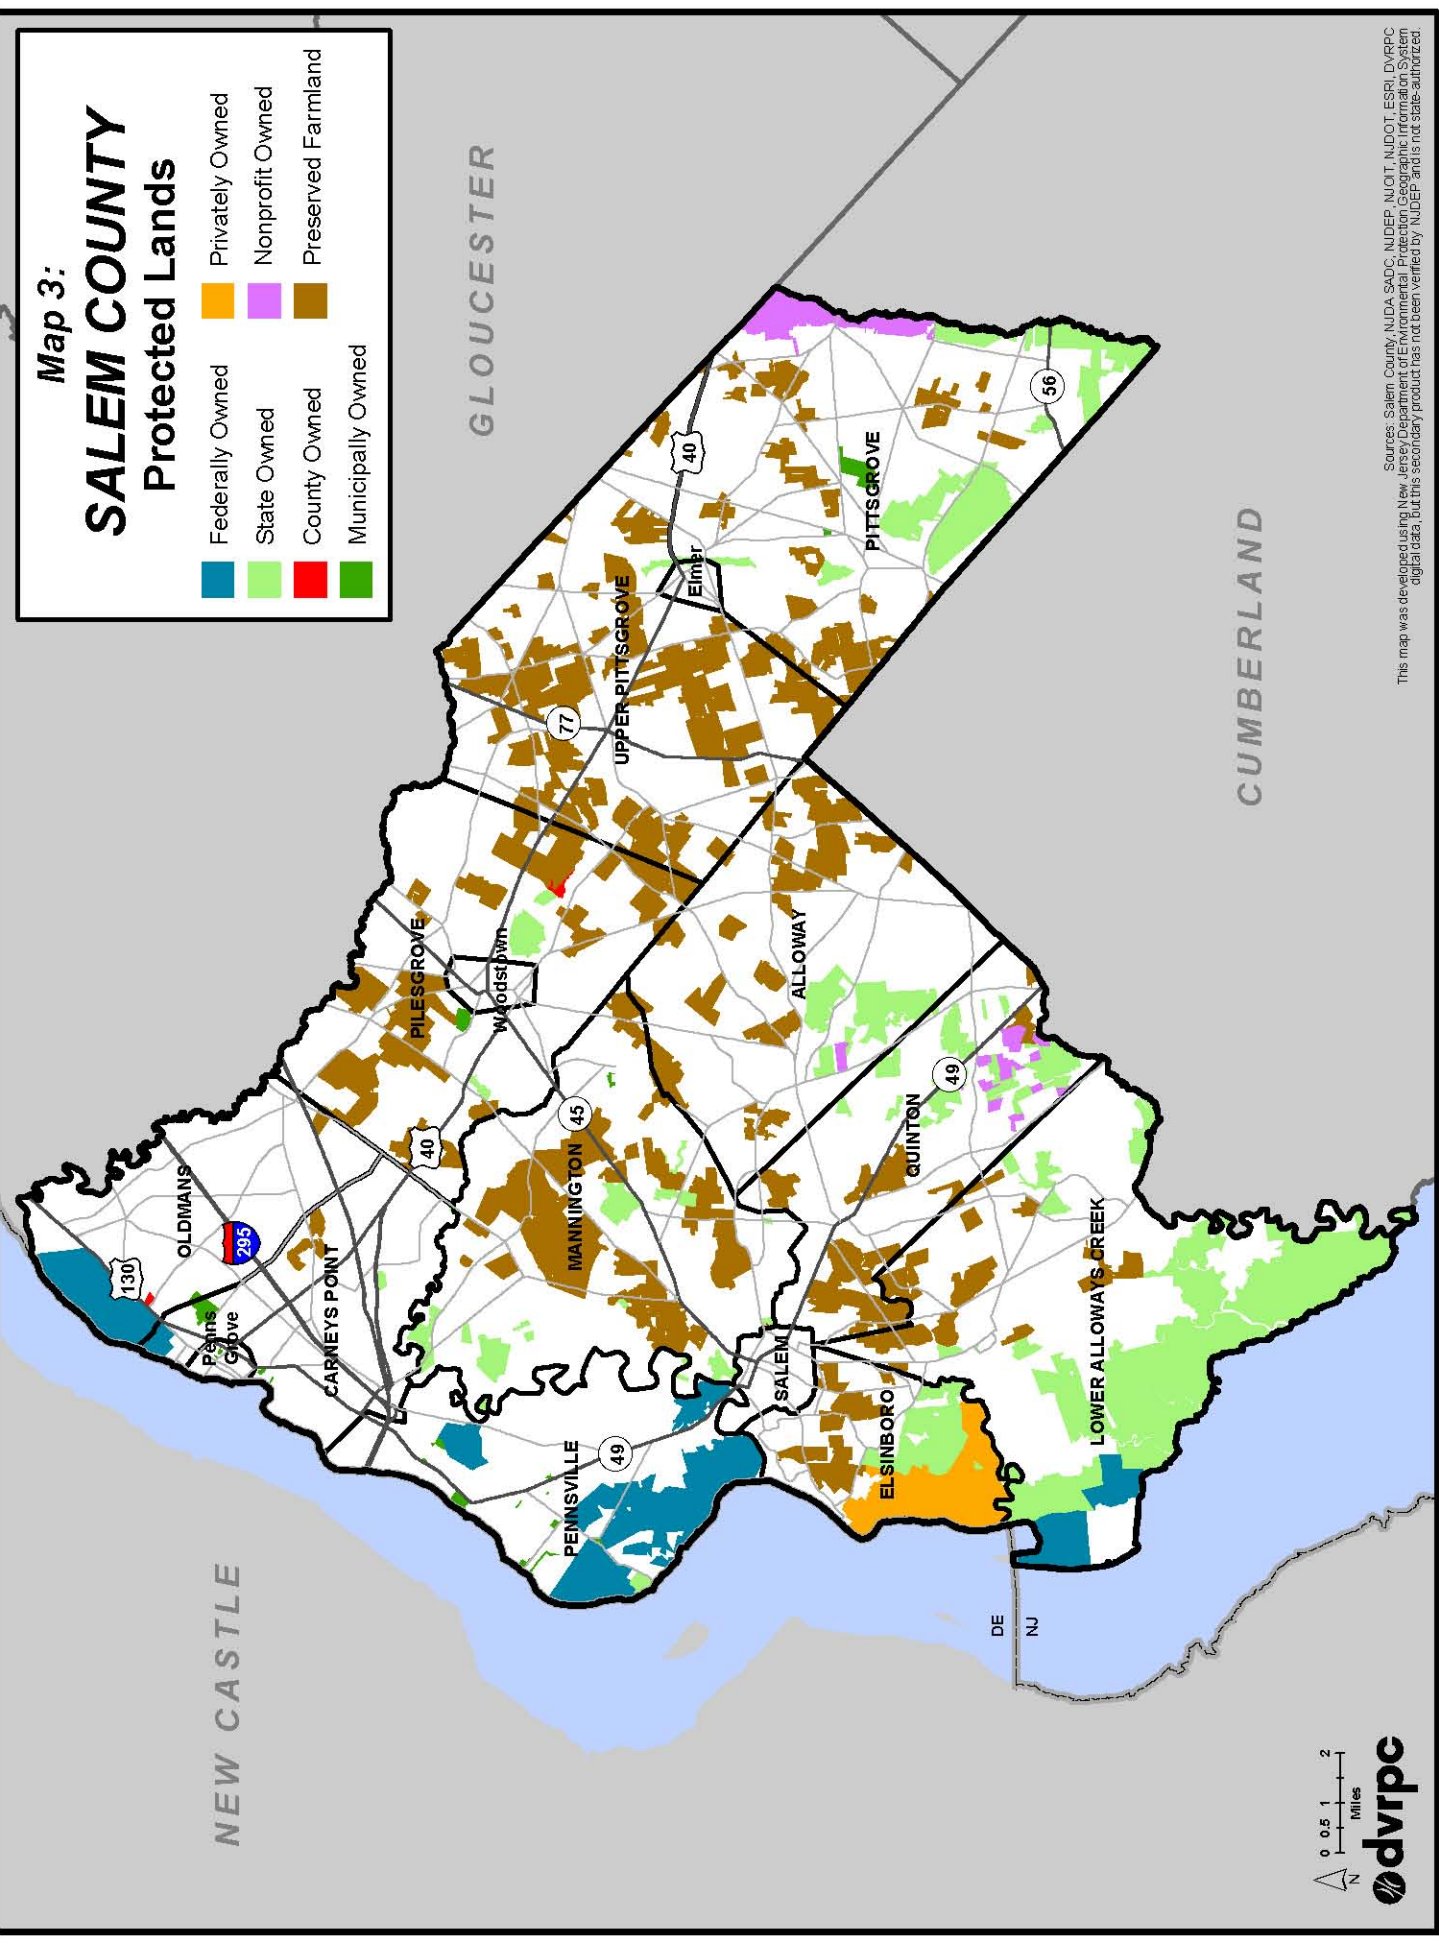 Map 3:
SALEM COUNTY
Protected Lands
Federally Owned
State Owned
County Owned
Municipally Owned
Privately Owned
Nonprofit Owned
Preserved Farmland
NEW CASTLE
GLOUCESTER
CUMBERLAND
OLDMANS
130
295
Penns
Grove
CARNEYS POINT
40
PILESGROVE
Woodstown
77
UPPER PITTSGROVE
40
Elmer
PITTSGROVE
56
45
MANNINGTON
PENNSVILLE
49
SALEM
ALLOWAY
QUINTON
49
ELSINBORO
LOWER ALLOWAYS CREEK
DE
NJ
N
0 0.5 1 2
Miles
dvrpc
Sources: Salem County, NJDA SADC, NJDEP, NJOIT, NJDOT, ESRI, DVRPC
This map was developed using New Jersey Department of Environmental Protection Geographic Information System
digital data, but this secondary product has not been verified by NJDEP and is not state-authorized.